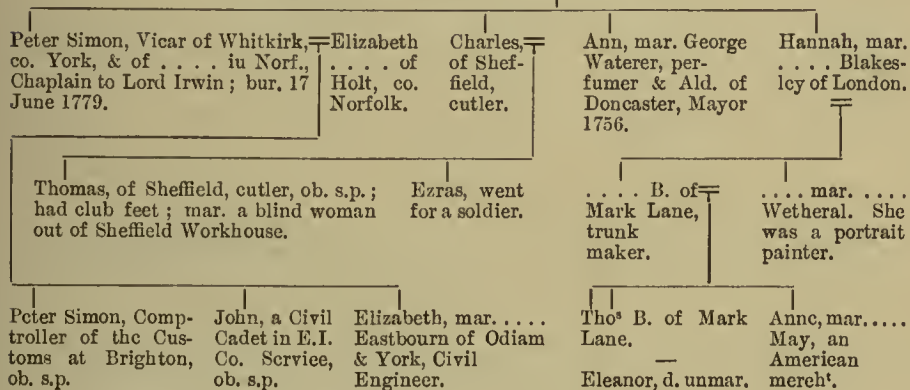 Peter Simon, Vicar of Whitkirk,
co. York, & of . . . . iu Norf.,
Chaplain to Lord Irwin ; bur. 17
June 1779.
Elizabeth
. . . . of
Holt, co.
Norfolk.
Charles,
of Shef-
field,
cutler.
Ann, mar. George
Waterer, per-
fumer & Ald. of
Doncaster, Mayor
1756.
Hannah, mar.
. . . . Blakes-
ley of London.
Thomas, of Sheffield, cutler, ob. s.p. ;
had club feet ; mar. a blind woman
out of Sheffield Workhouse.
Ezras, went
for a soldier.
. . . . B. of
Mark Lane,
trunk
maker.
. . . . mar. . . . .
Wetheral. She
was a portrait
painter.
Peter Simon, Comp-
troller of the Cus-
toms at Brighton,
ob. s.p.
John, a Civil
Cadet in E.I.
Co. Service,
ob. s.p.
Elizabeth, mar. . . . .
Eastbourn of Odiam
& York, Civil
Engineer.
Thoˢ B. of Mark
Lane.
—
Eleanor, d. unmar.
Anne, mar. . . . .
May, an
American
merchᵗ.